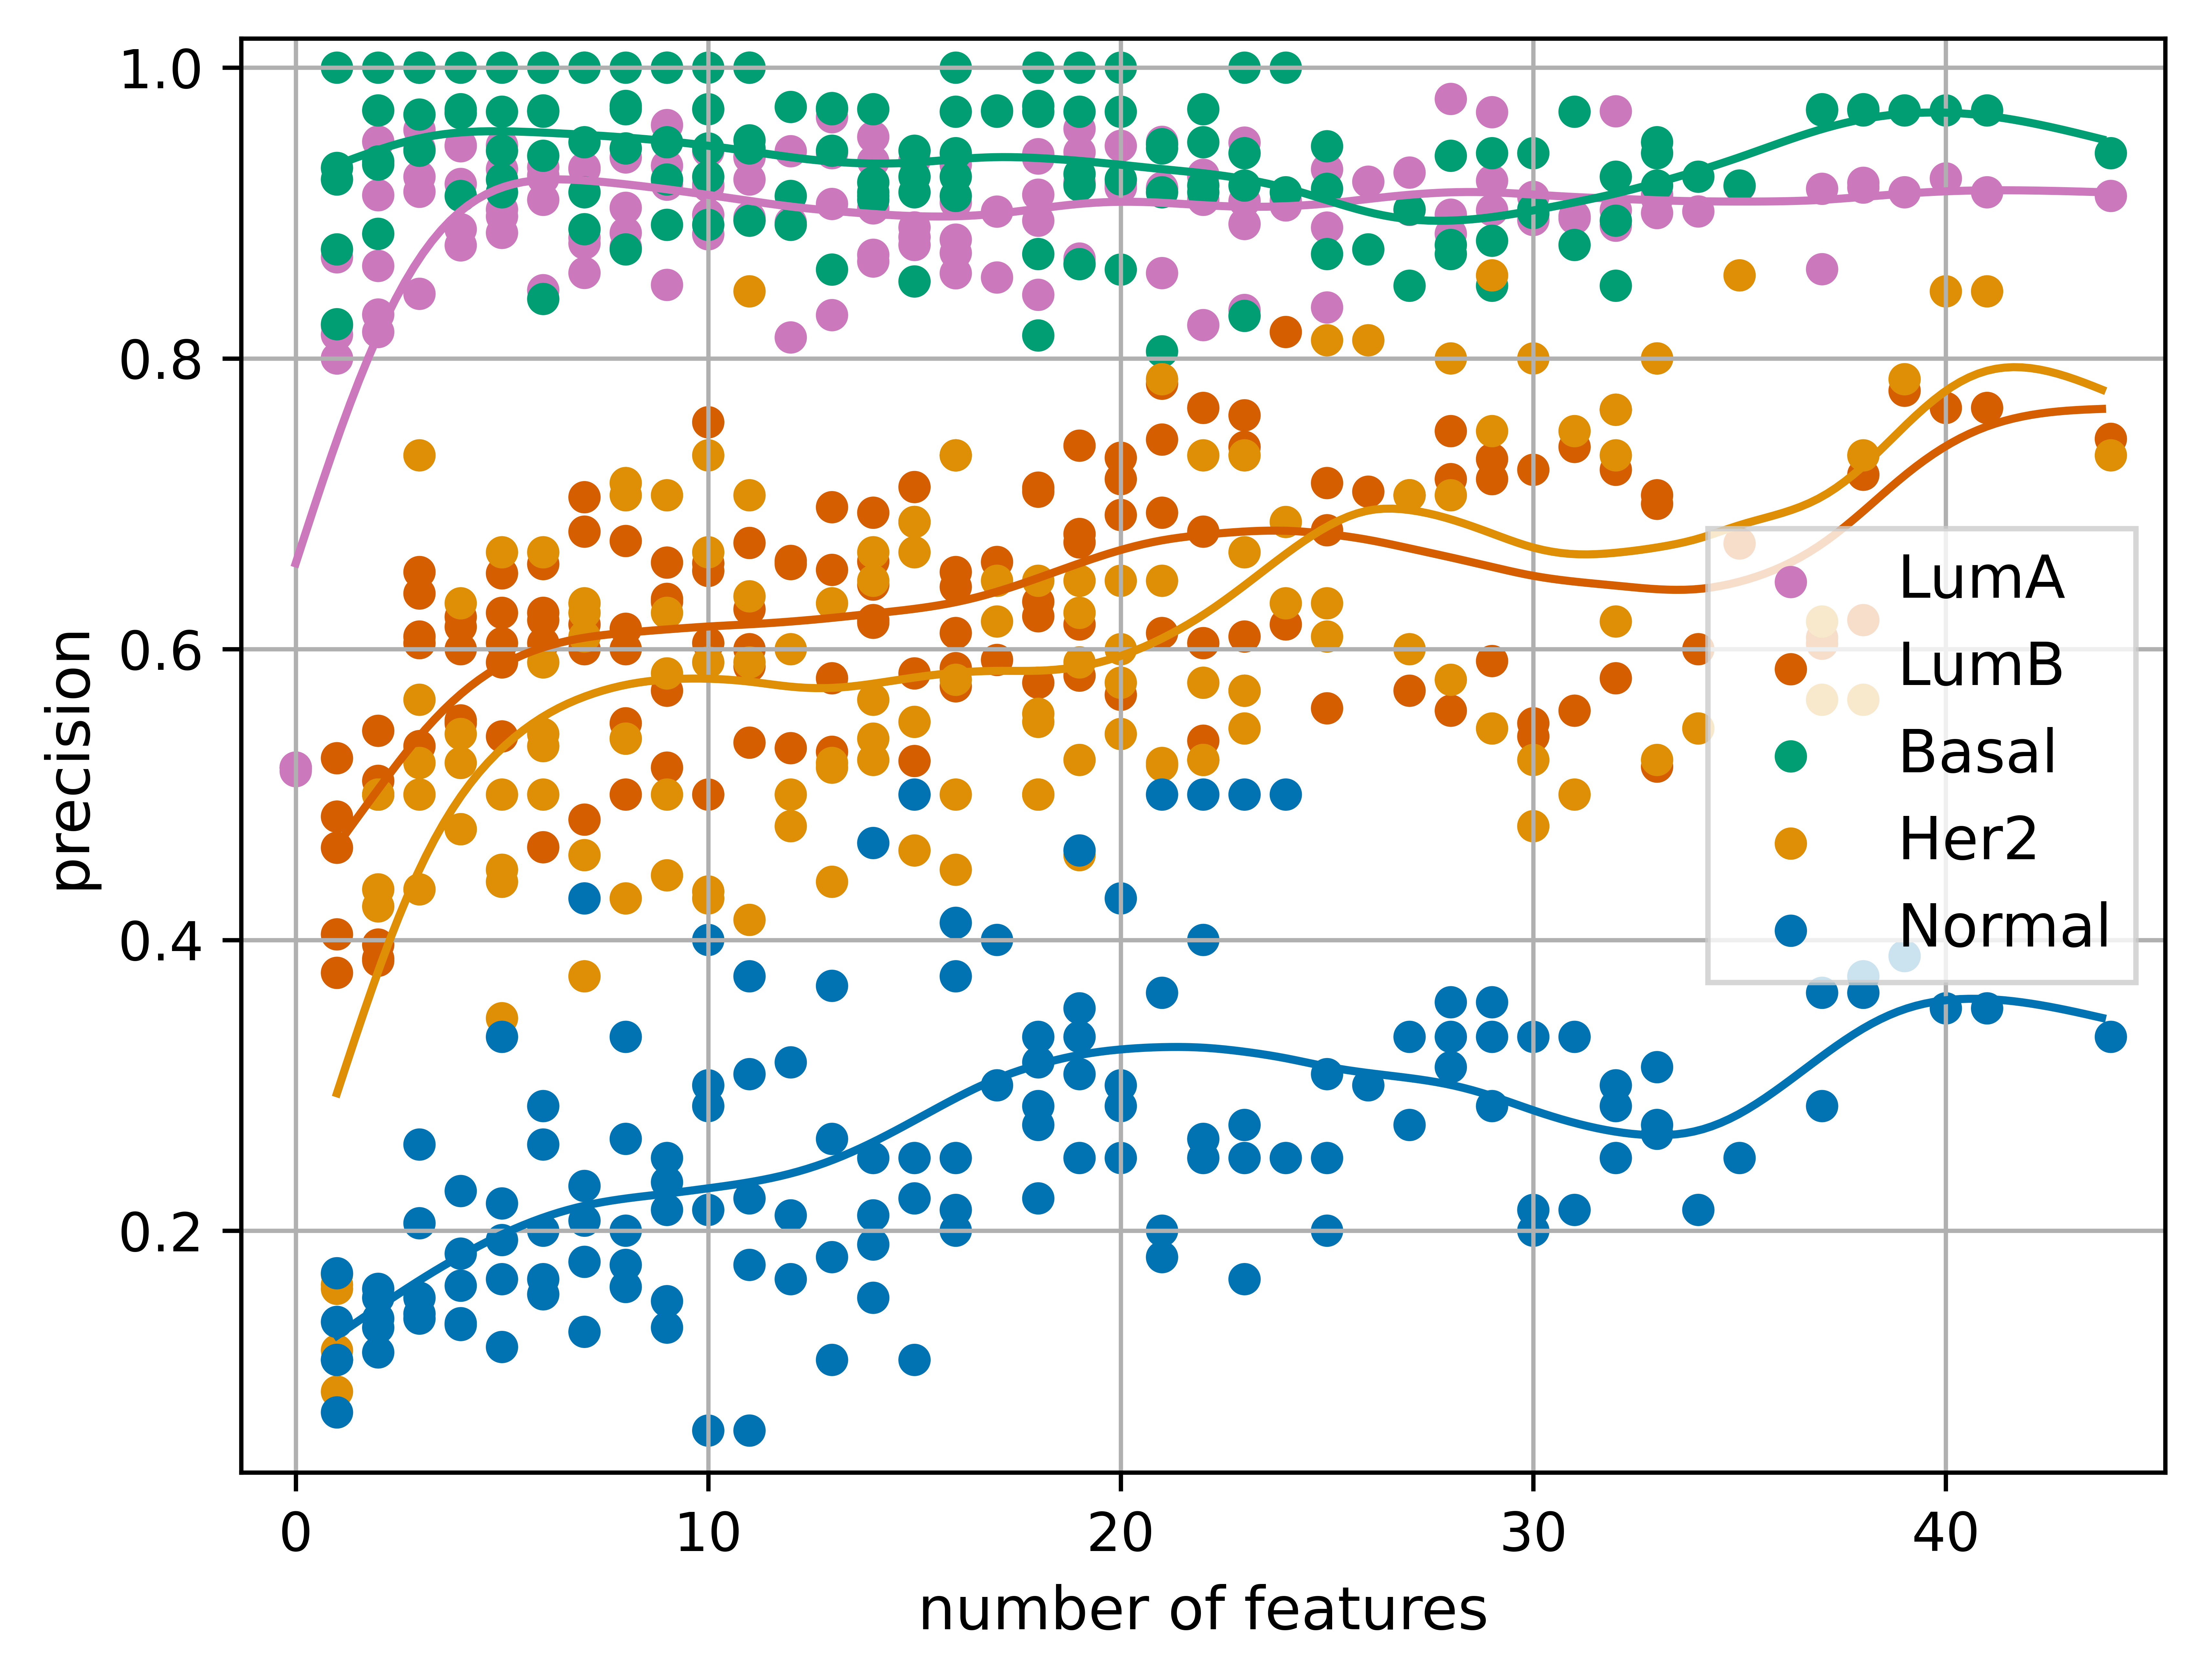 1.0
0.8
0.6
0.4
0.2
precision
LumA
LumB
Basal
Her2
Normal
0 10 20 30 40
number of features